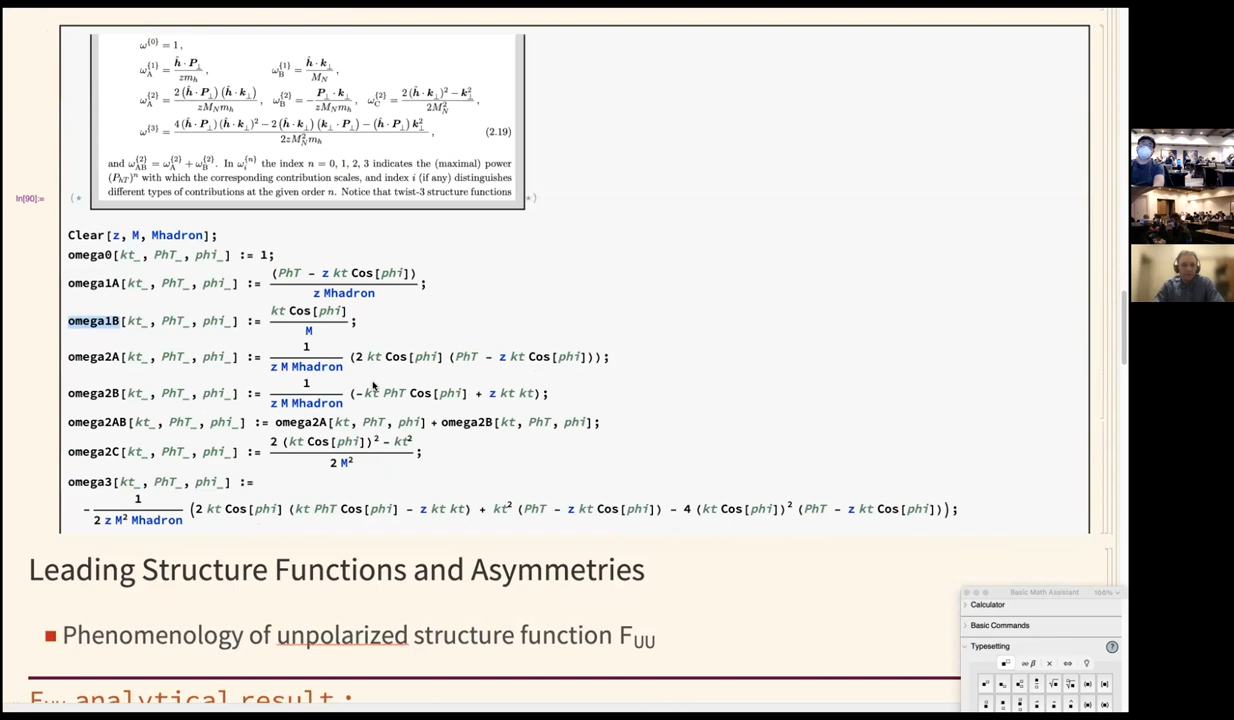 ω^{0} = 1 ,
ω_A^{1} = ĥ · P_⊥ / z m_h , ω_B^{1} = ĥ · k_⊥ / M_N ,
ω_A^{2} = 2 (ĥ · P_⊥) (ĥ · k_⊥) / z M_N m_h , ω_B^{2} = − P_⊥ · k_⊥ / z M_N m_h , ω_C^{2} = 2 (ĥ · k_⊥)² − k_⊥² / 2M_N² ,
ω^{3} = 4 (ĥ · P_⊥) (ĥ · k_⊥)² − 2 (ĥ · k_⊥) (k_⊥ · P_⊥) − (ĥ · P_⊥) k_⊥² / 2z M_N² m_h , (2.19)
and ω_AB^{2} = ω_A^{2} + ω_B^{2}. In ω_i^{n} the index n = 0, 1, 2, 3 indicates the (maximal) power
(P_hT)^n with which the corresponding contribution scales, and index i (if any) distinguishes
different types of contributions at the given order n. Notice that twist-3 structure functions
In[90]:= (* *)
Clear[z, M, Mhadron];
omega0[kt_, PhT_, phi_] := 1;
omega1A[kt_, PhT_, phi_] := (PhT - z kt Cos[phi]) / z Mhadron ;
omega1B[kt_, PhT_, phi_] := kt Cos[phi] / M ;
omega2A[kt_, PhT_, phi_] := 1 / z M Mhadron (2 kt Cos[phi] (PhT - z kt Cos[phi]));
omega2B[kt_, PhT_, phi_] := 1 / z M Mhadron (-kt PhT Cos[phi] + z kt kt);
omega2AB[kt_, PhT_, phi_] := omega2A[kt, PhT, phi] + omega2B[kt, PhT, phi];
omega2C[kt_, PhT_, phi_] := 2 (kt Cos[phi])² - kt² / 2 M² ;
omega3[kt_, PhT_, phi_] :=
- 1 / 2 z M² Mhadron (2 kt Cos[phi] (kt PhT Cos[phi] - z kt kt) + kt² (PhT - z kt Cos[phi]) - 4 (kt Cos[phi])² (PhT - z kt Cos[phi]));
Leading Structure Functions and Asymmetries
■ Phenomenology of unpolarized structure function F_UU
F_UU analytical result:
Basic Math Assistant 100%
Calculator
Basic Commands
Typesetting